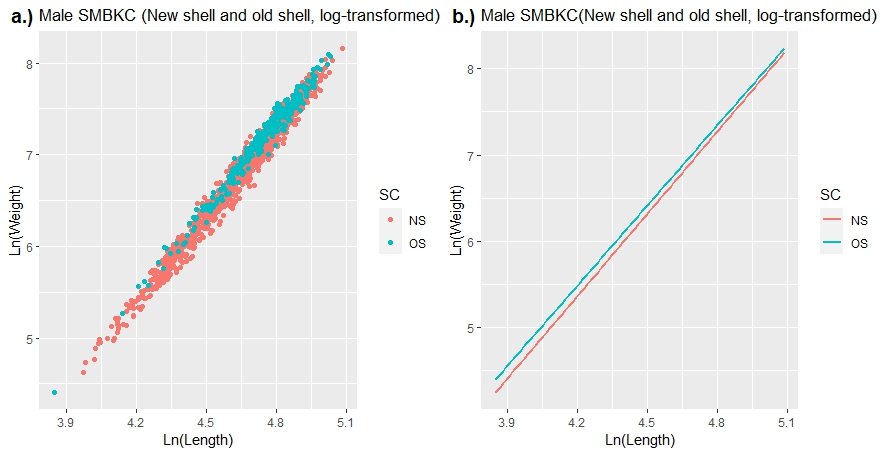 a.) Male SMBKC (New shell and old shell, log-transformed)
8
7
6
5
Ln(Weight)
3.9 4.2 4.5 4.8 5.1
Ln(Length)
SC
NS
OS
b.) Male SMBKC(New shell and old shell, log-transformed)
8
7
6
5
Ln(Weight)
3.9 4.2 4.5 4.8 5.1
Ln(Length)
SC
NS
OS